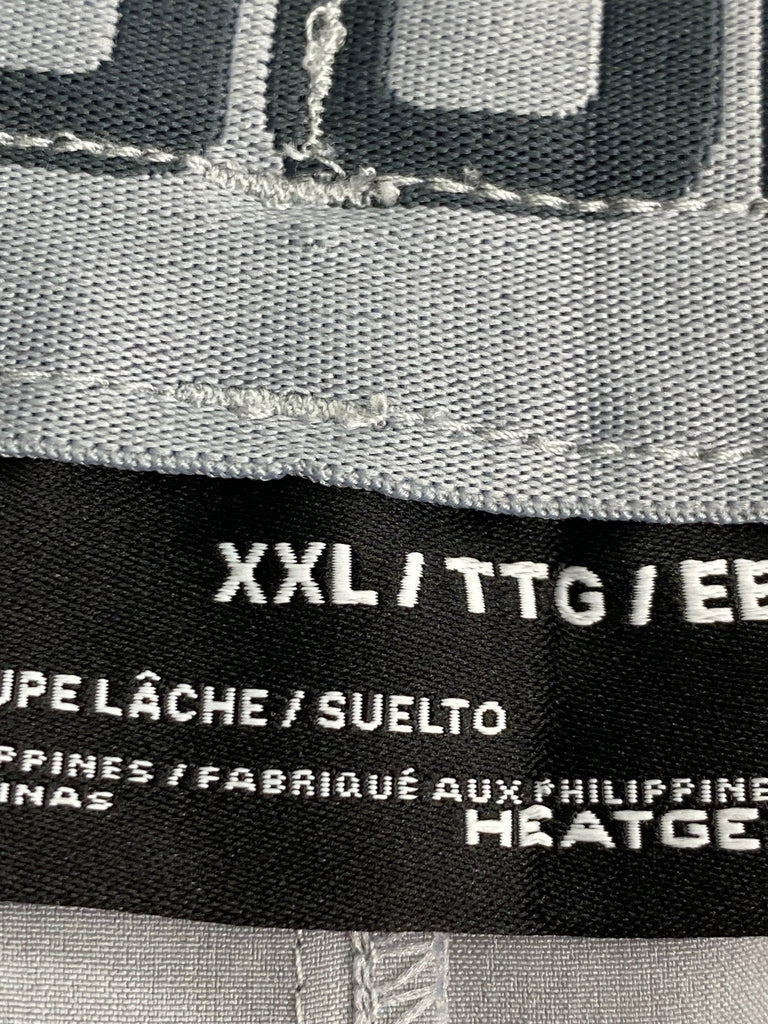 XXL / TTG / EE
UPE LÂCHE / SUELTO
PPINES / FABRIQUÉ AUX PHILIPPINE
INAS
HEATGE